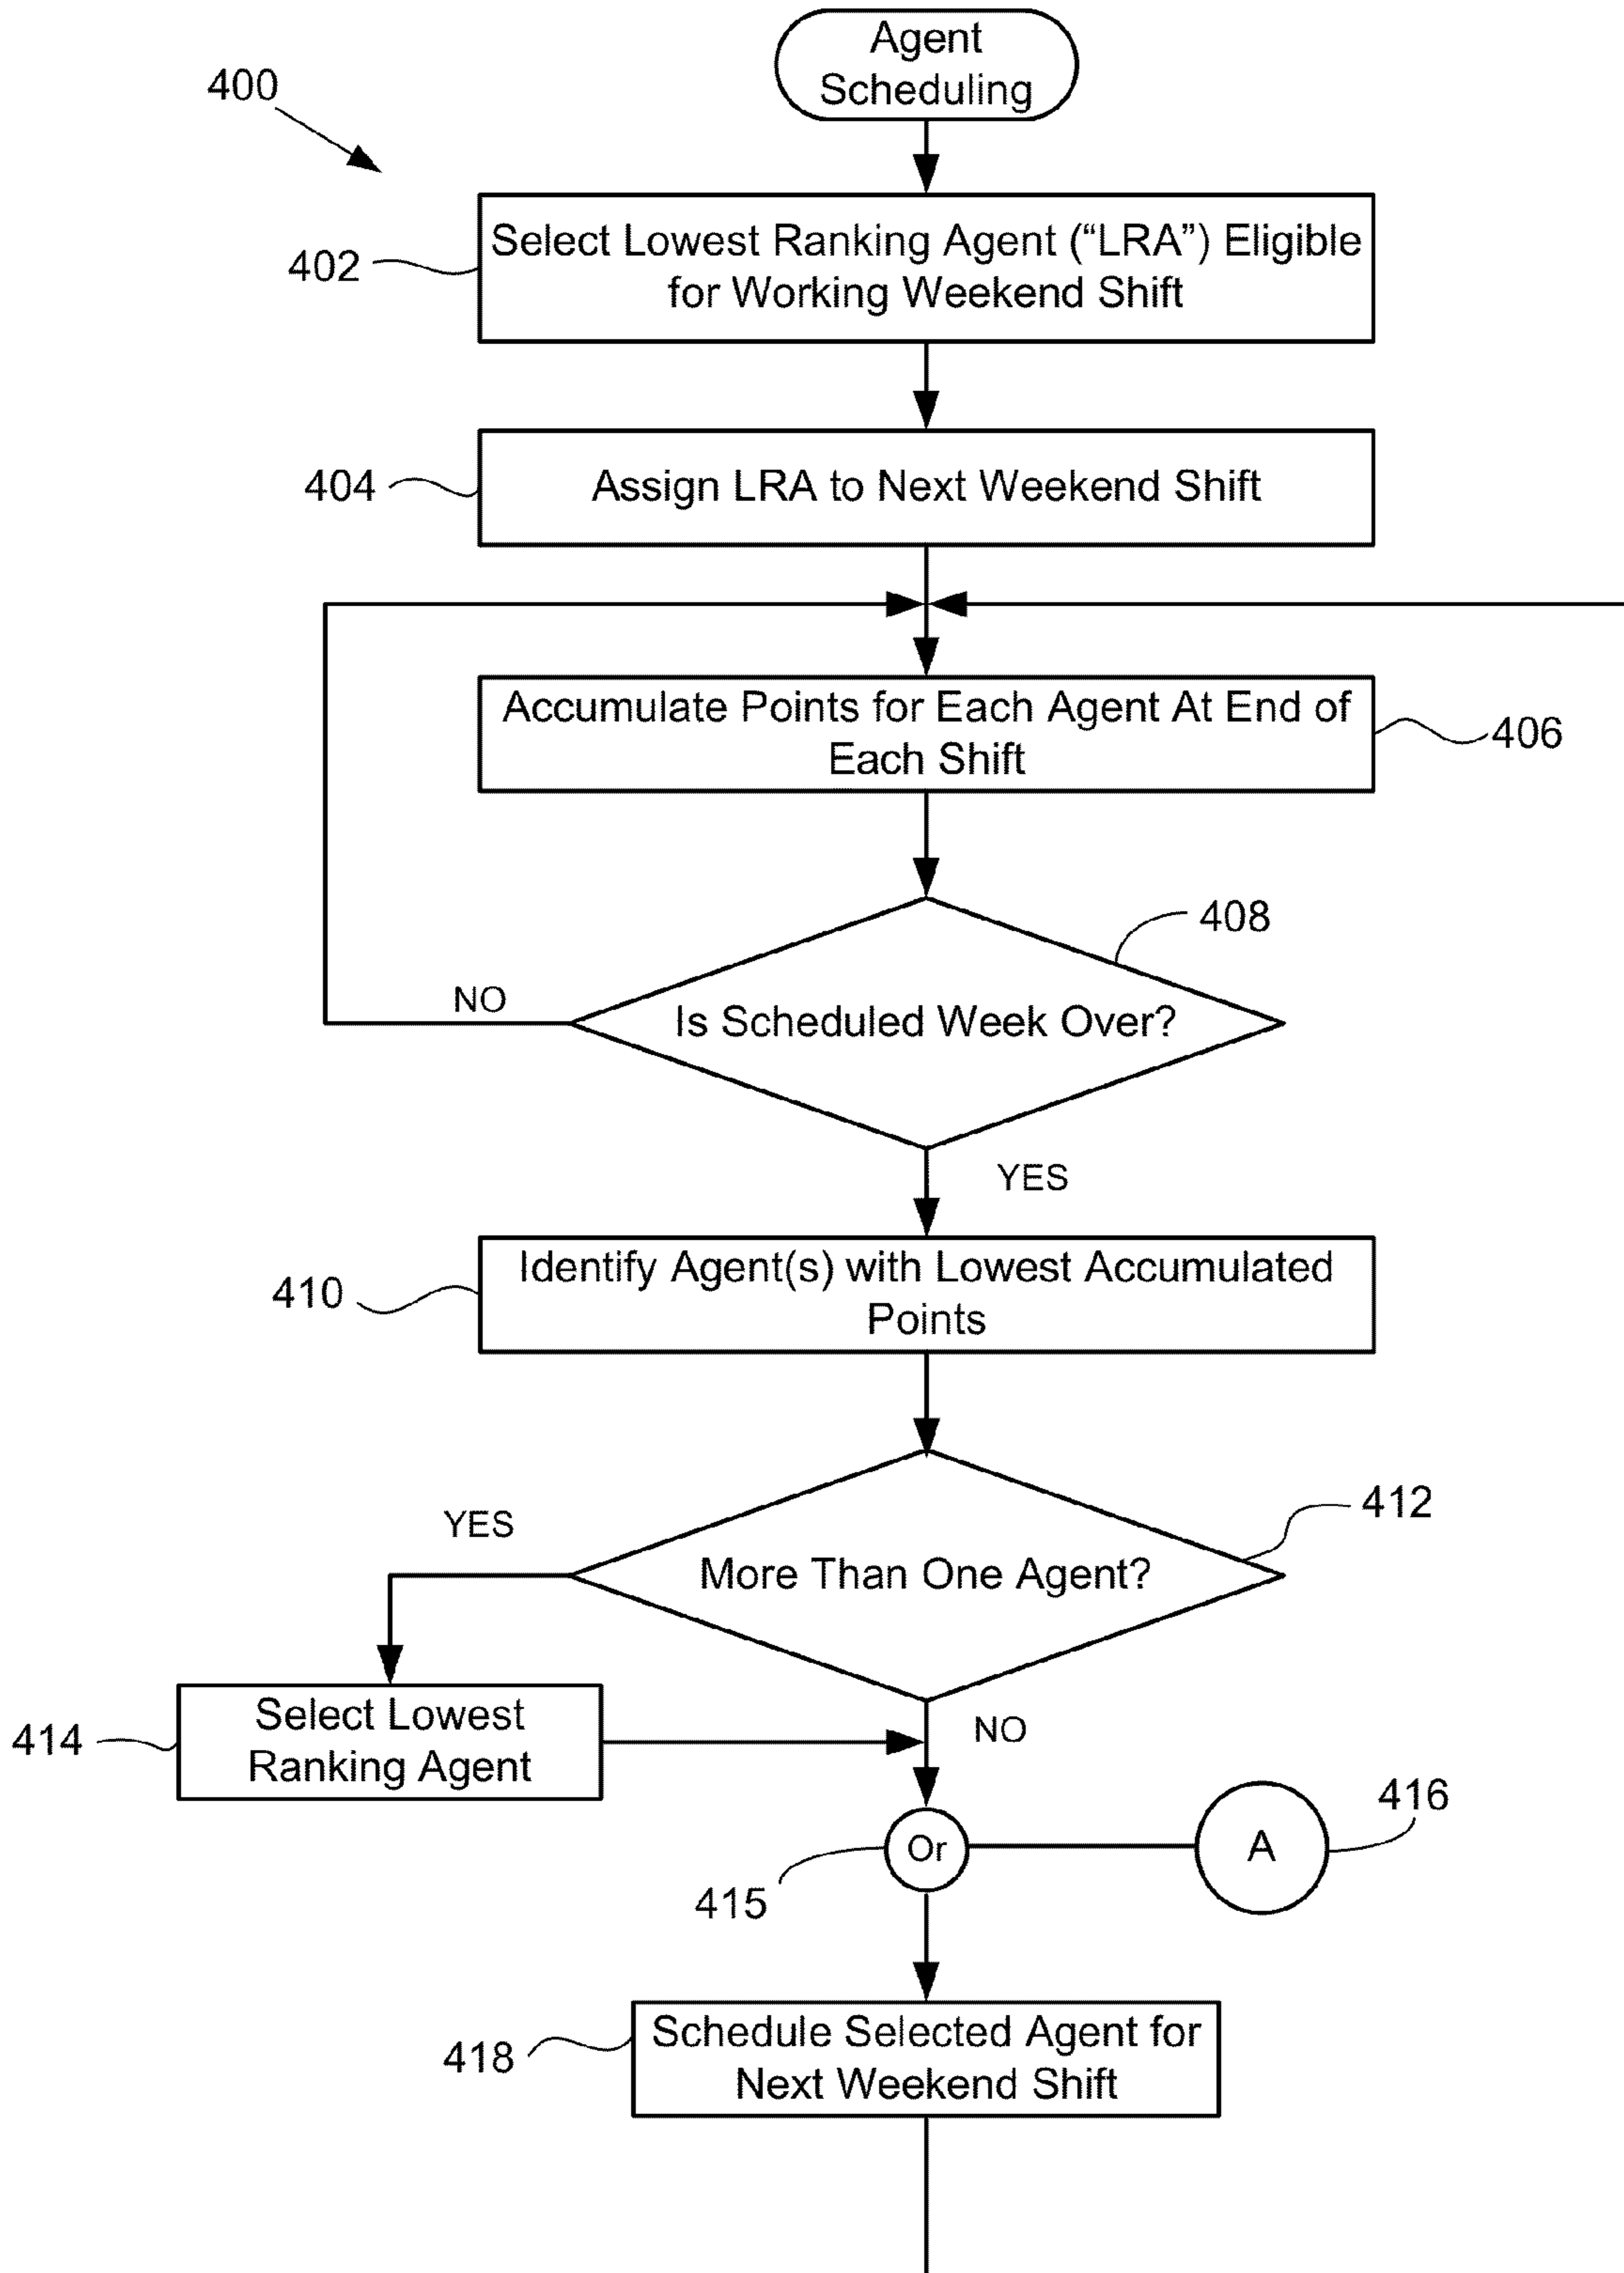 Agent
Scheduling
400
Select Lowest Ranking Agent (“LRA”) Eligible
for Working Weekend Shift
402
Assign LRA to Next Weekend Shift
404
Accumulate Points for Each Agent At End of
Each Shift
406
408
NO
Is Scheduled Week Over?
YES
Identify Agent(s) with Lowest Accumulated
Points
410
412
YES
More Than One Agent?
Select Lowest
Ranking Agent
414
NO
416
Or
A
415
Schedule Selected Agent for
Next Weekend Shift
418